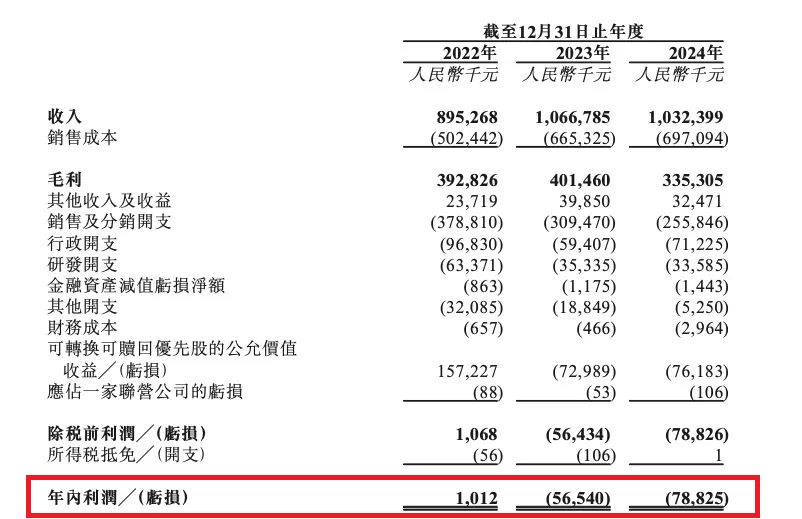 截至12月31日止年度
2022年 2023年 2024年
人民幣千元 人民幣千元 人民幣千元
收入 895,268 1,066,785 1,032,399
銷售成本 (502,442) (665,325) (697,094)
毛利 392,826 401,460 335,305
其他收入及收益 23,719 39,850 32,471
銷售及分銷開支 (378,810) (309,470) (255,846)
行政開支 (96,830) (59,407) (71,225)
研發開支 (63,371) (35,335) (33,585)
金融資產減值虧損淨額 (863) (1,175) (1,443)
其他開支 (32,085) (18,849) (5,250)
財務成本 (657) (466) (2,964)
可轉換可贖回優先股的公允價值
收益╱(虧損) 157,227 (72,989) (76,183)
應佔一家聯營公司的虧損 (88) (53) (106)
除稅前利潤╱(虧損) 1,068 (56,434) (78,826)
所得稅抵免╱(開支) (56) (106) 1
年內利潤╱(虧損) 1,012 (56,540) (78,825)